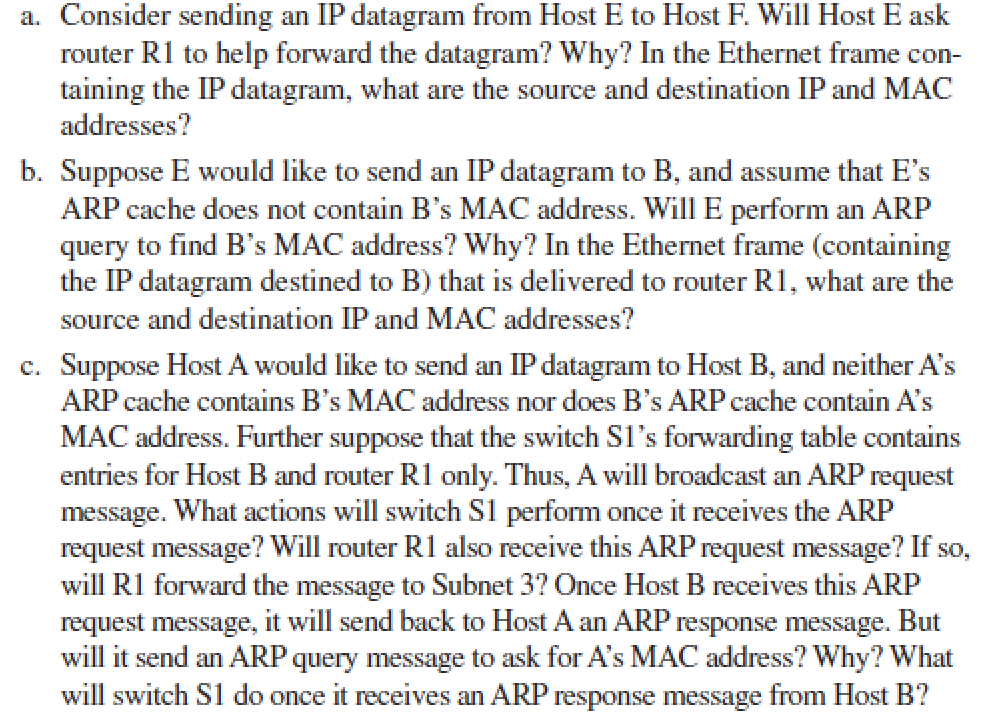 a. Consider sending an IP datagram from Host E to Host F. Will Host E ask
router R1 to help forward the datagram? Why? In the Ethernet frame con-
taining the IP datagram, what are the source and destination IP and MAC
addresses?
b. Suppose E would like to send an IP datagram to B, and assume that E’s
ARP cache does not contain B’s MAC address. Will E perform an ARP
query to find B’s MAC address? Why? In the Ethernet frame (containing
the IP datagram destined to B) that is delivered to router R1, what are the
source and destination IP and MAC addresses?
c. Suppose Host A would like to send an IP datagram to Host B, and neither A’s
ARP cache contains B’s MAC address nor does B’s ARP cache contain A’s
MAC address. Further suppose that the switch S1’s forwarding table contains
entries for Host B and router R1 only. Thus, A will broadcast an ARP request
message. What actions will switch S1 perform once it receives the ARP
request message? Will router R1 also receive this ARP request message? If so,
will R1 forward the message to Subnet 3? Once Host B receives this ARP
request message, it will send back to Host A an ARP response message. But
will it send an ARP query message to ask for A’s MAC address? Why? What
will switch S1 do once it receives an ARP response message from Host B?